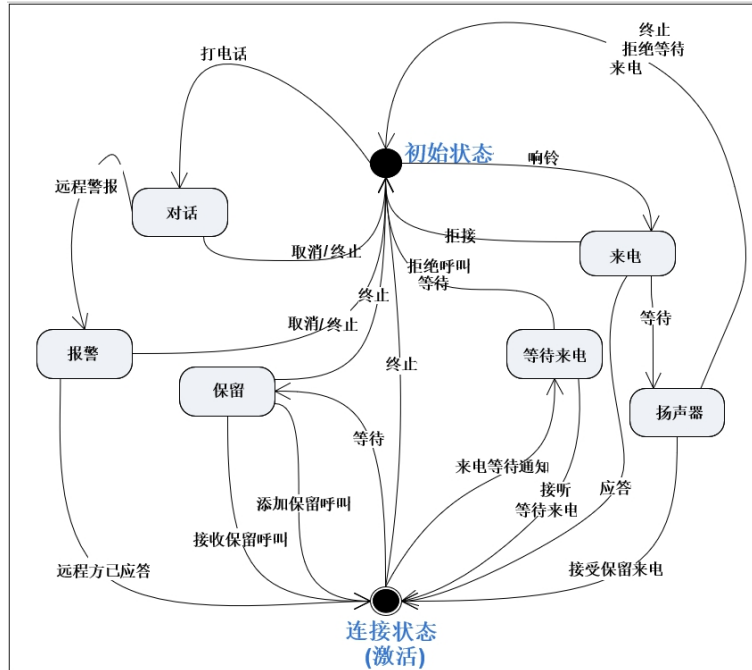 终止
拒绝等待
来电
打电话
初始状态
响铃
远程警报
对话
取消/终止
拒接
来电
拒绝呼叫
等待
终止
取消/终止
等待
报警
保留
终止
等待来电
扬声器
等待
来电等待通知
接听
等待来电
应答
添加保留呼叫
接收保留呼叫
远程方已应答
接受保留来电
连接状态
(激活)